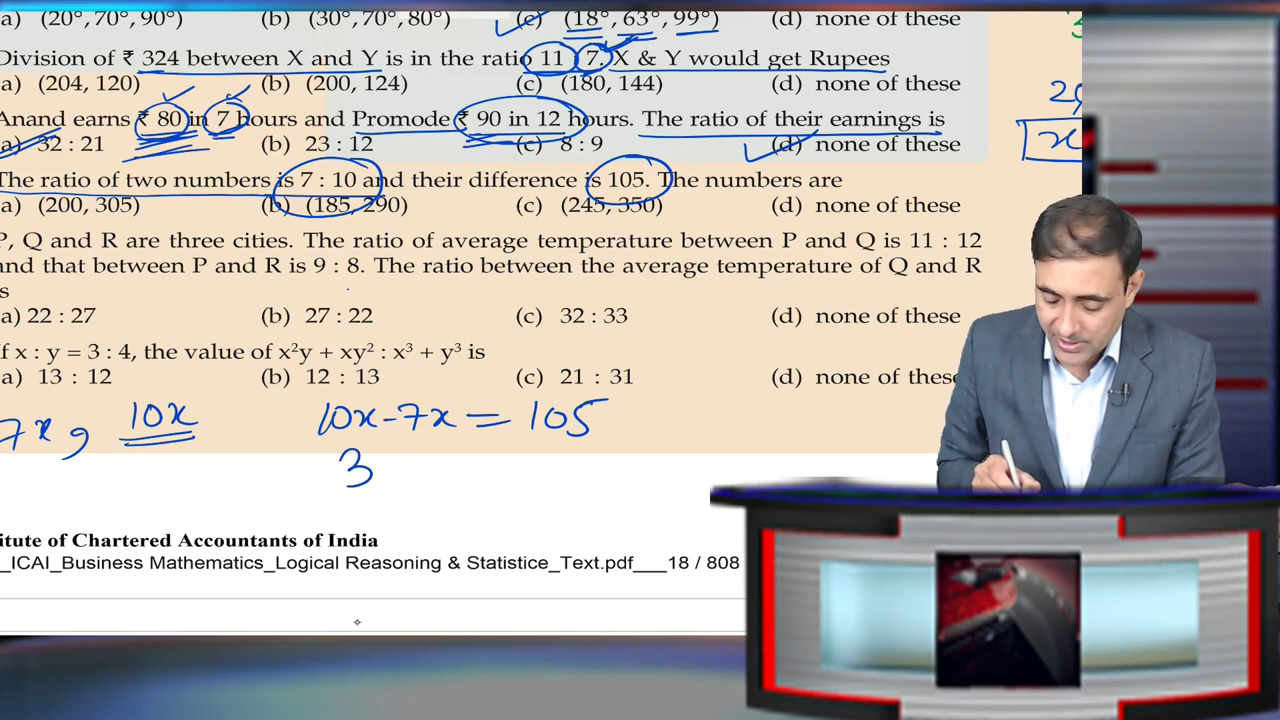 a) (20°, 70°, 90°) (b) (30°, 70°, 80°) (c) (18°, 63°, 99°) (d) none of these
Division of ₹ 324 between X and Y is in the ratio 11 : 7. X & Y would get Rupees
a) (204, 120) (b) (200, 124) (c) (180, 144) (d) none of these
Anand earns ₹ 80 in 7 hours and Promode ₹ 90 in 12 hours. The ratio of their earnings is
a) 32 : 21 (b) 23 : 12 (c) 8 : 9 (d) none of these
The ratio of two numbers is 7 : 10 and their difference is 105. The numbers are
a) (200, 305) (b) (185, 290) (c) (245, 350) (d) none of these
P, Q and R are three cities. The ratio of average temperature between P and Q is 11 : 12
and that between P and R is 9 : 8. The ratio between the average temperature of Q and R
s
a) 22 : 27 (b) 27 : 22 (c) 32 : 33 (d) none of these
If x : y = 3 : 4, the value of x²y + xy² : x³ + y³ is
a) 13 : 12 (b) 12 : 13 (c) 21 : 31 (d) none of these
7x, 10x 10x-7x = 105
3
itute of Chartered Accountants of India
_ICAI_Business Mathematics_Logical Reasoning & Statistice_Text.pdf___18 / 808